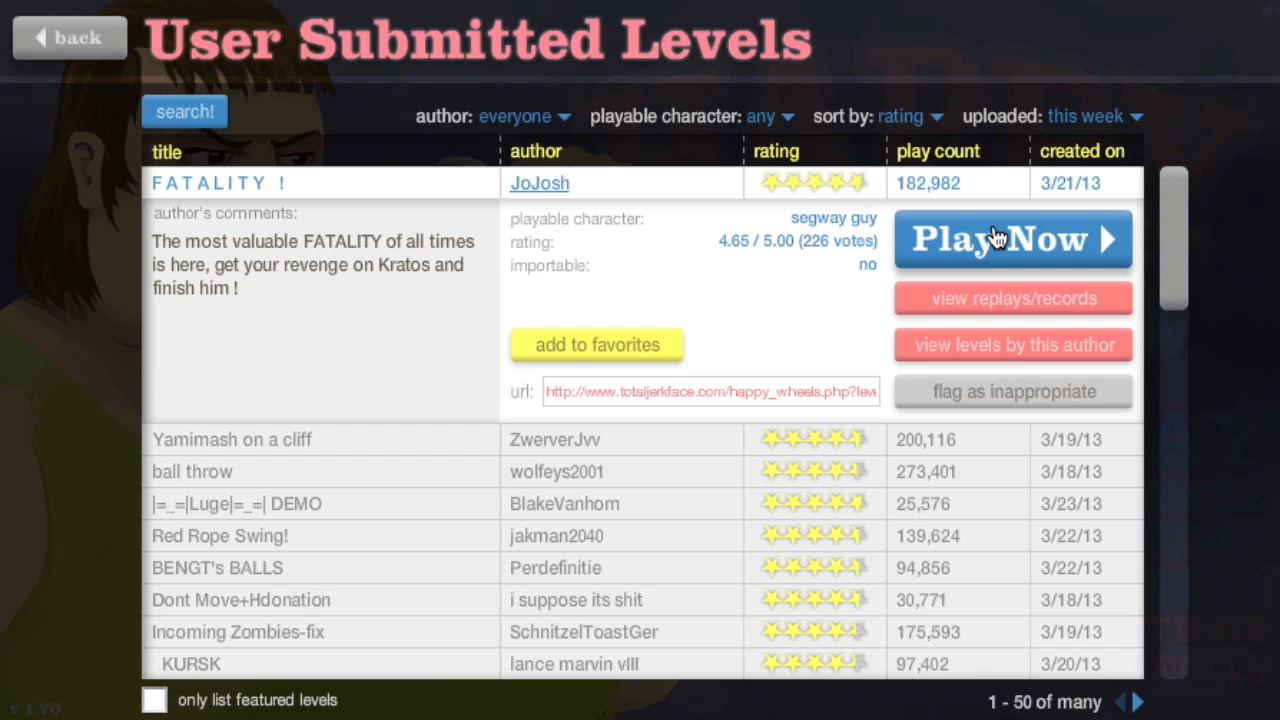 back
User Submitted Levels
search!
author: everyone playable character: any sort by: rating uploaded: this week
title author rating play count created on
FATALITY ! JoJosh 182,982 3/21/13
author's comments:
The most valuable FATALITY of all times
is here, get your revenge on Kratos and
finish him !
playable character: segway guy
rating: 4.65 / 5.00 (226 votes)
importable: no
Play Now
view replays/records
add to favorites
view levels by this author
url: http://www.totaljerkface.com/happy_wheels.php?leve
flag as inappropriate
Yamimash on a cliff ZwerverJvv 200,116 3/19/13
ball throw wolfeys2001 273,401 3/18/13
|=_=|Luge|=_=| DEMO BlakeVanhorn 25,576 3/23/13
Red Rope Swing! jakman2040 139,624 3/22/13
BENGT's BALLS Perdefinitie 94,856 3/22/13
Dont Move+Hdonation i suppose its shit 30,771 3/18/13
Incoming Zombies-fix SchnitzelToastGer 175,593 3/19/13
KURSK lance marvin vIII 97,402 3/20/13
only list featured levels
1 - 50 of many
v 1.70